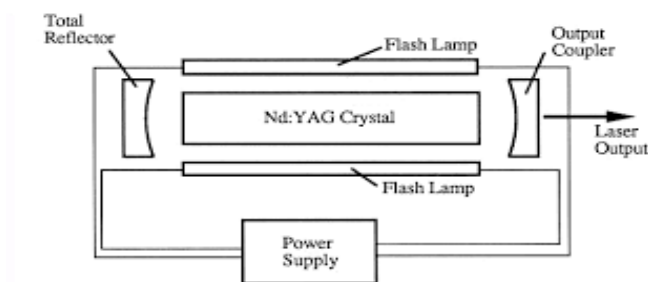 Total
Reflector
Flash Lamp
Output
Coupler
Nd:YAG Crystal
Laser
Output
Flash Lamp
Power
Supply